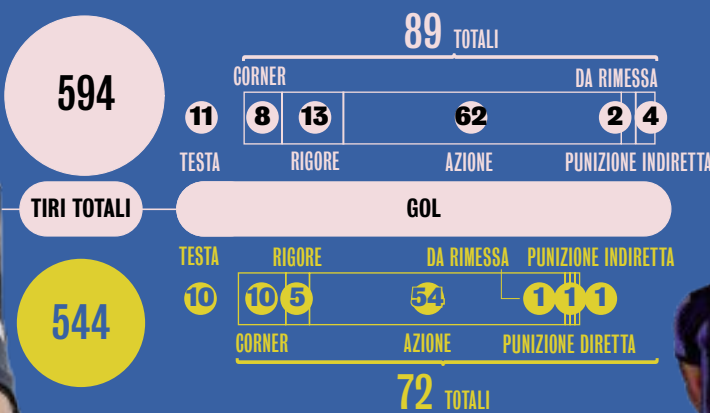 89 TOTALI
594
CORNER DA RIMESSA
11 8 13 62 2 4
TESTA RIGORE AZIONE PUNIZIONE INDIRETTA
TIRI TOTALI GOL
TESTA RIGORE DA RIMESSA PUNIZIONE INDIRETTA
544
10 10 5 54 1 1 1
CORNER AZIONE PUNIZIONE DIRETTA
72 TOTALI